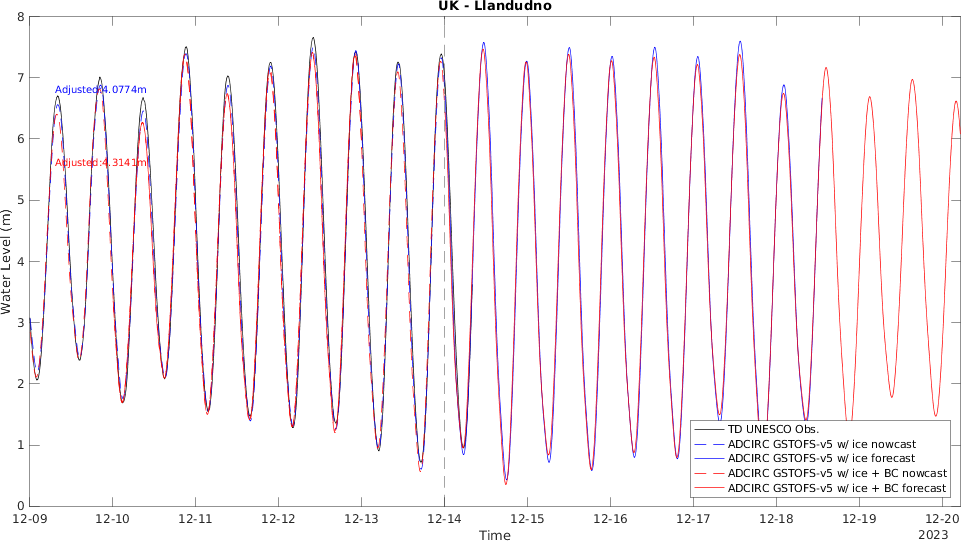 UK - Llandudno
8
7
6
5
4
3
2
1
0
Water Level (m)
Adjusted:4.0774m
Adjusted:4.3141m
TD UNESCO Obs.
ADCIRC GSTOFS-v5 w/ ice nowcast
ADCIRC GSTOFS-v5 w/ ice forecast
ADCIRC GSTOFS-v5 w/ ice + BC nowcast
ADCIRC GSTOFS-v5 w/ ice + BC forecast
12-09 12-10 12-11 12-12 12-13 12-14 12-15 12-16 12-17 12-18 12-19 12-20
Time
2023